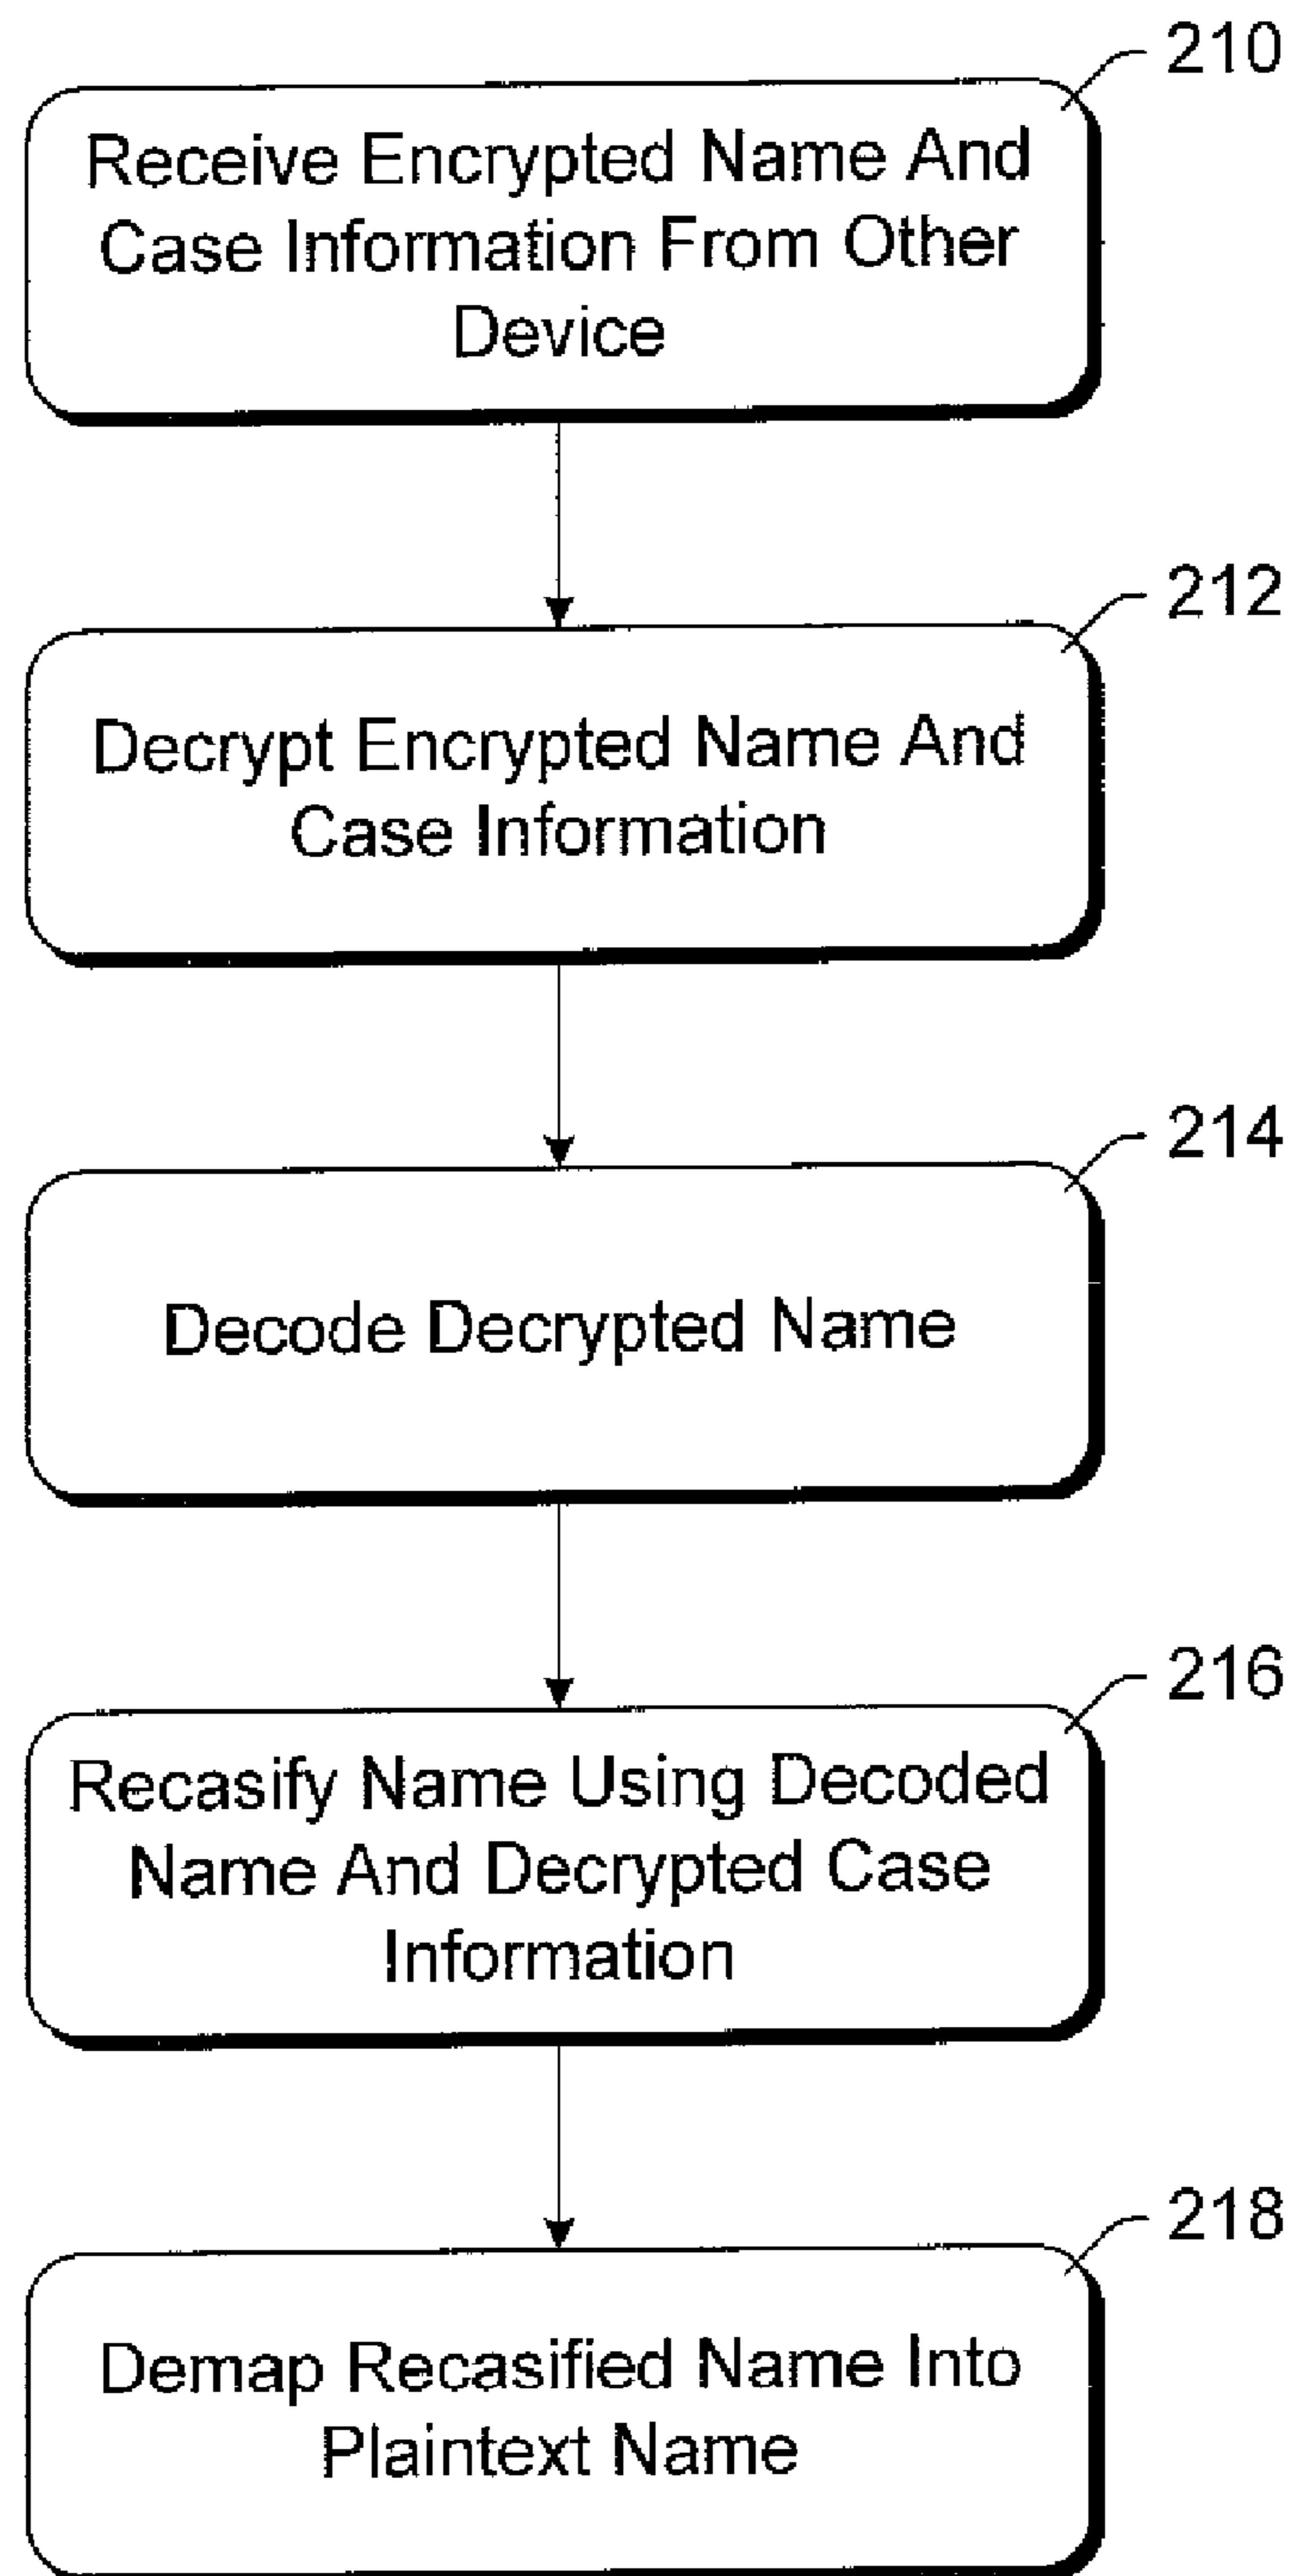 210
Receive Encrypted Name And
Case Information From Other
Device
212
Decrypt Encrypted Name And
Case Information
214
Decode Decrypted Name
216
Recasify Name Using Decoded
Name And Decrypted Case
Information
218
Demap Recasified Name Into
Plaintext Name